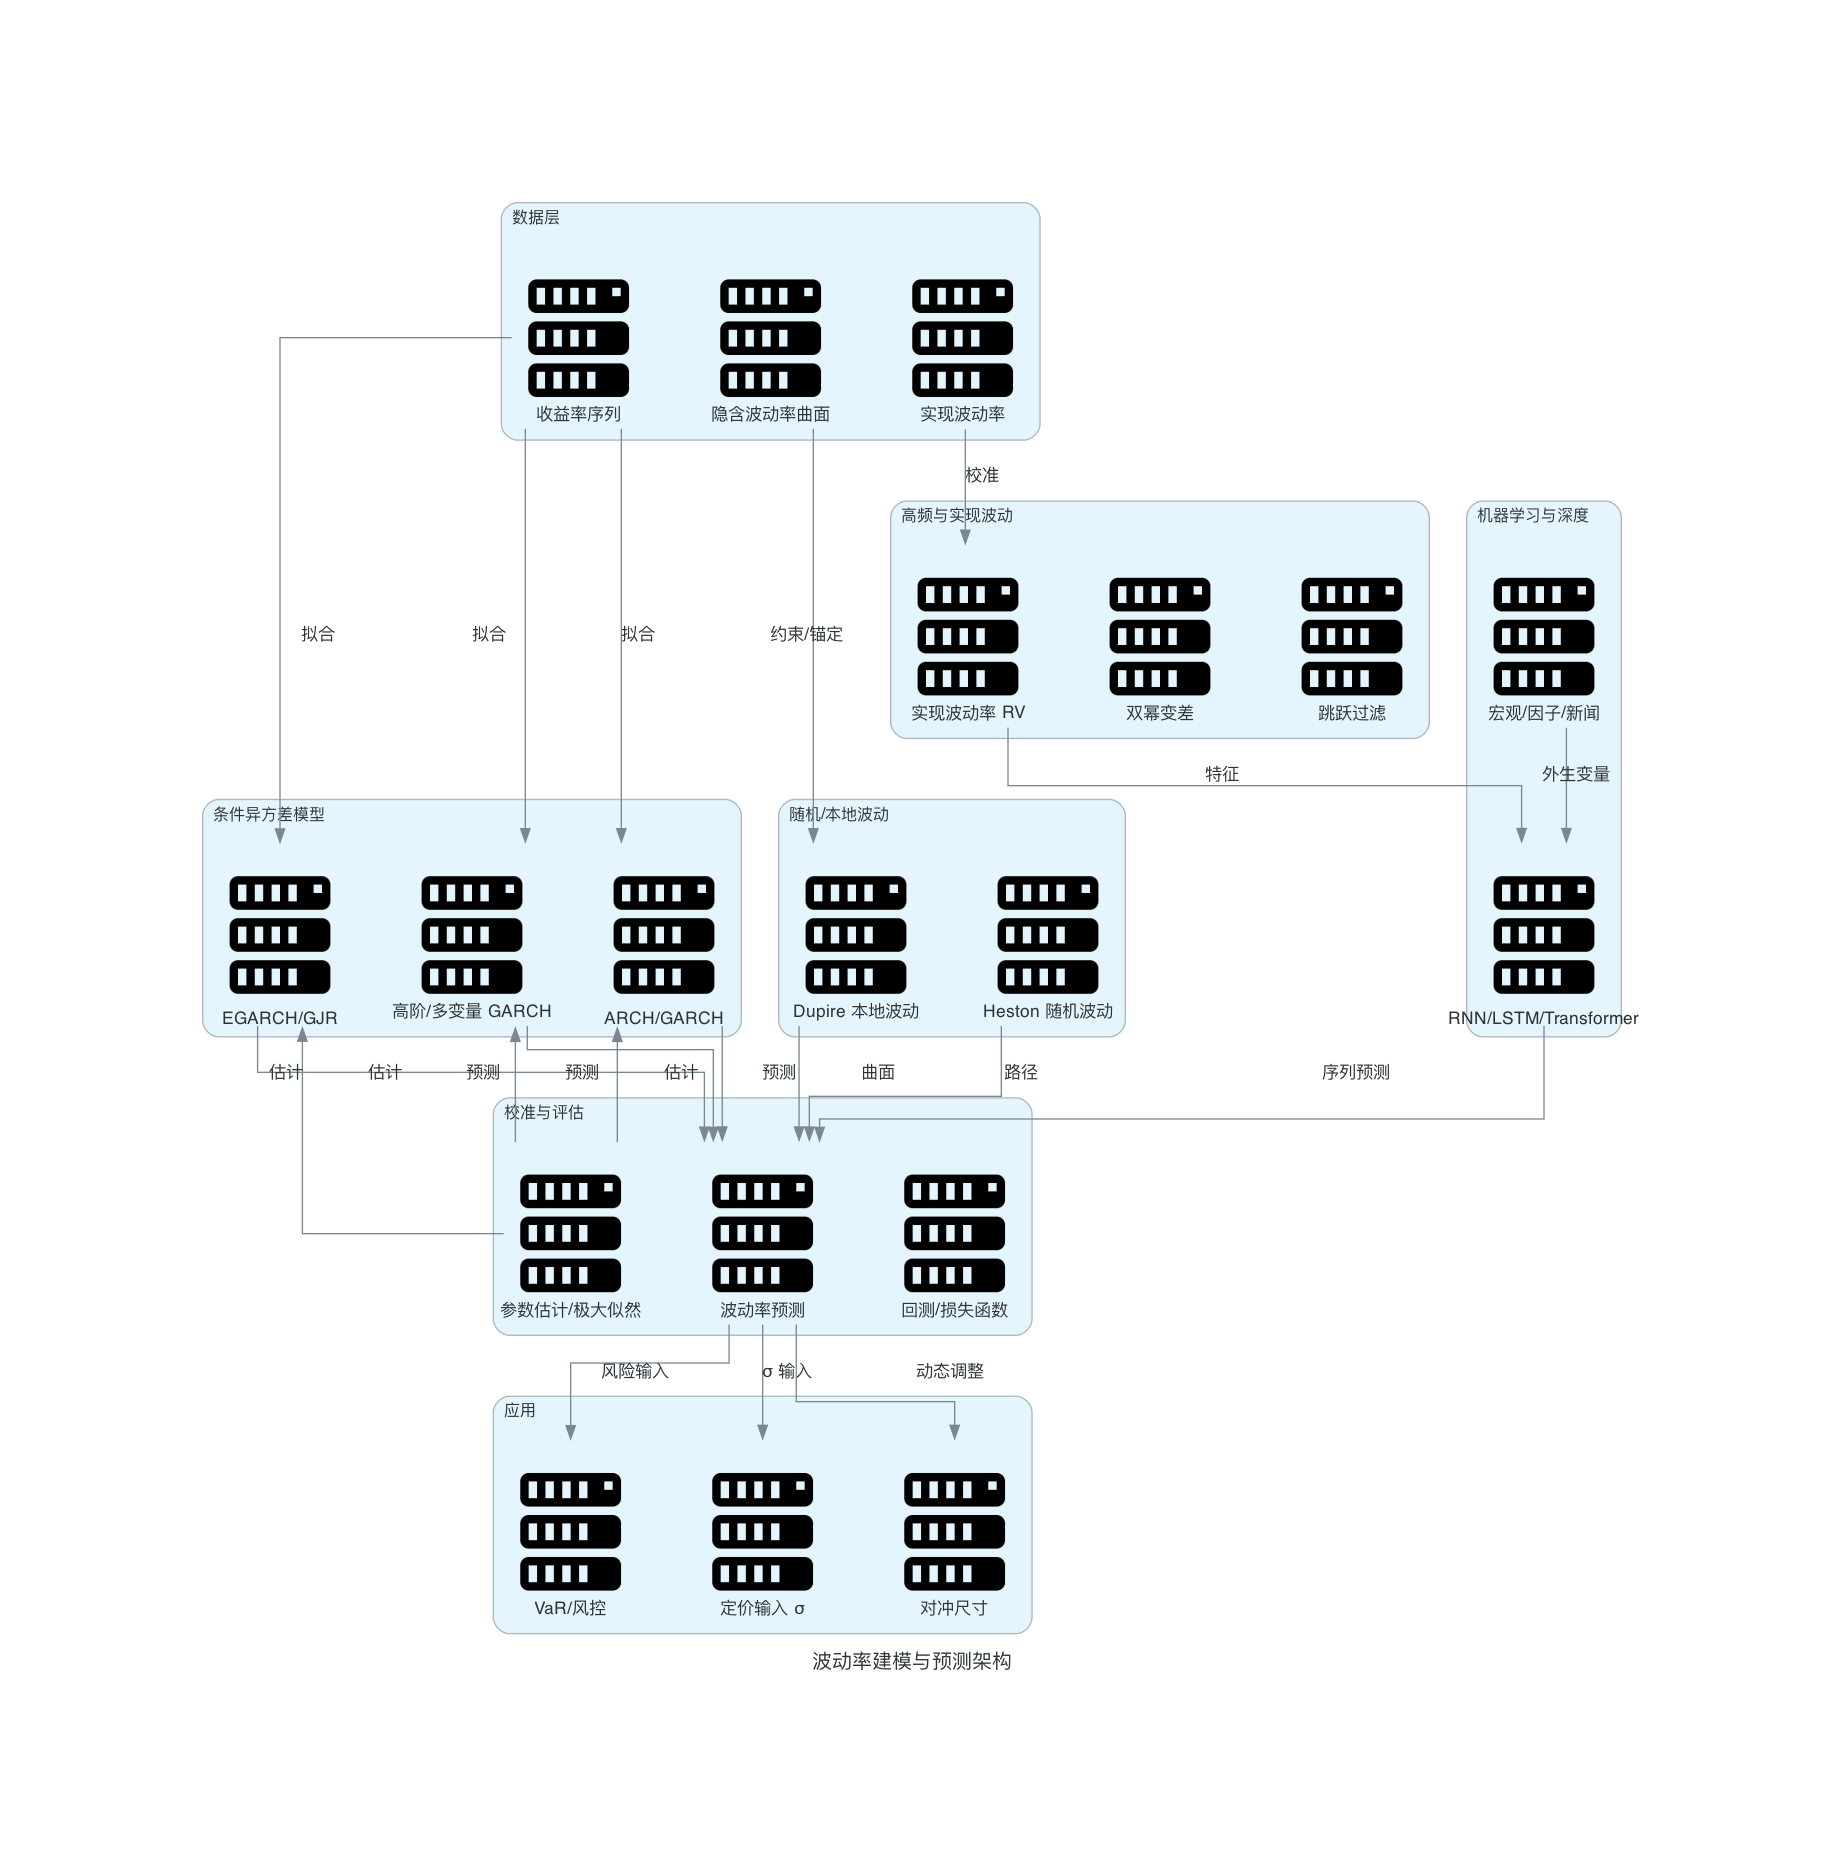 数据层
收益率序列
隐含波动率曲面
实现波动率
校准
高频与实现波动
机器学习与深度
拟合
拟合
拟合
约束/锚定
实现波动率 RV
双幂变差
跳跃过滤
宏观/因子/新闻
特征
外生变量
条件异方差模型
随机/本地波动
EGARCH/GJR
高阶/多变量 GARCH
ARCH/GARCH
Dupire 本地波动
Heston 随机波动
RNN/LSTM/Transformer
估计
估计
预测
预测
估计
预测
曲面
路径
序列预测
校准与评估
参数估计/极大似然
波动率预测
回测/损失函数
风险输入
σ 输入
动态调整
应用
VaR/风控
定价输入 σ
对冲尺寸
波动率建模与预测架构